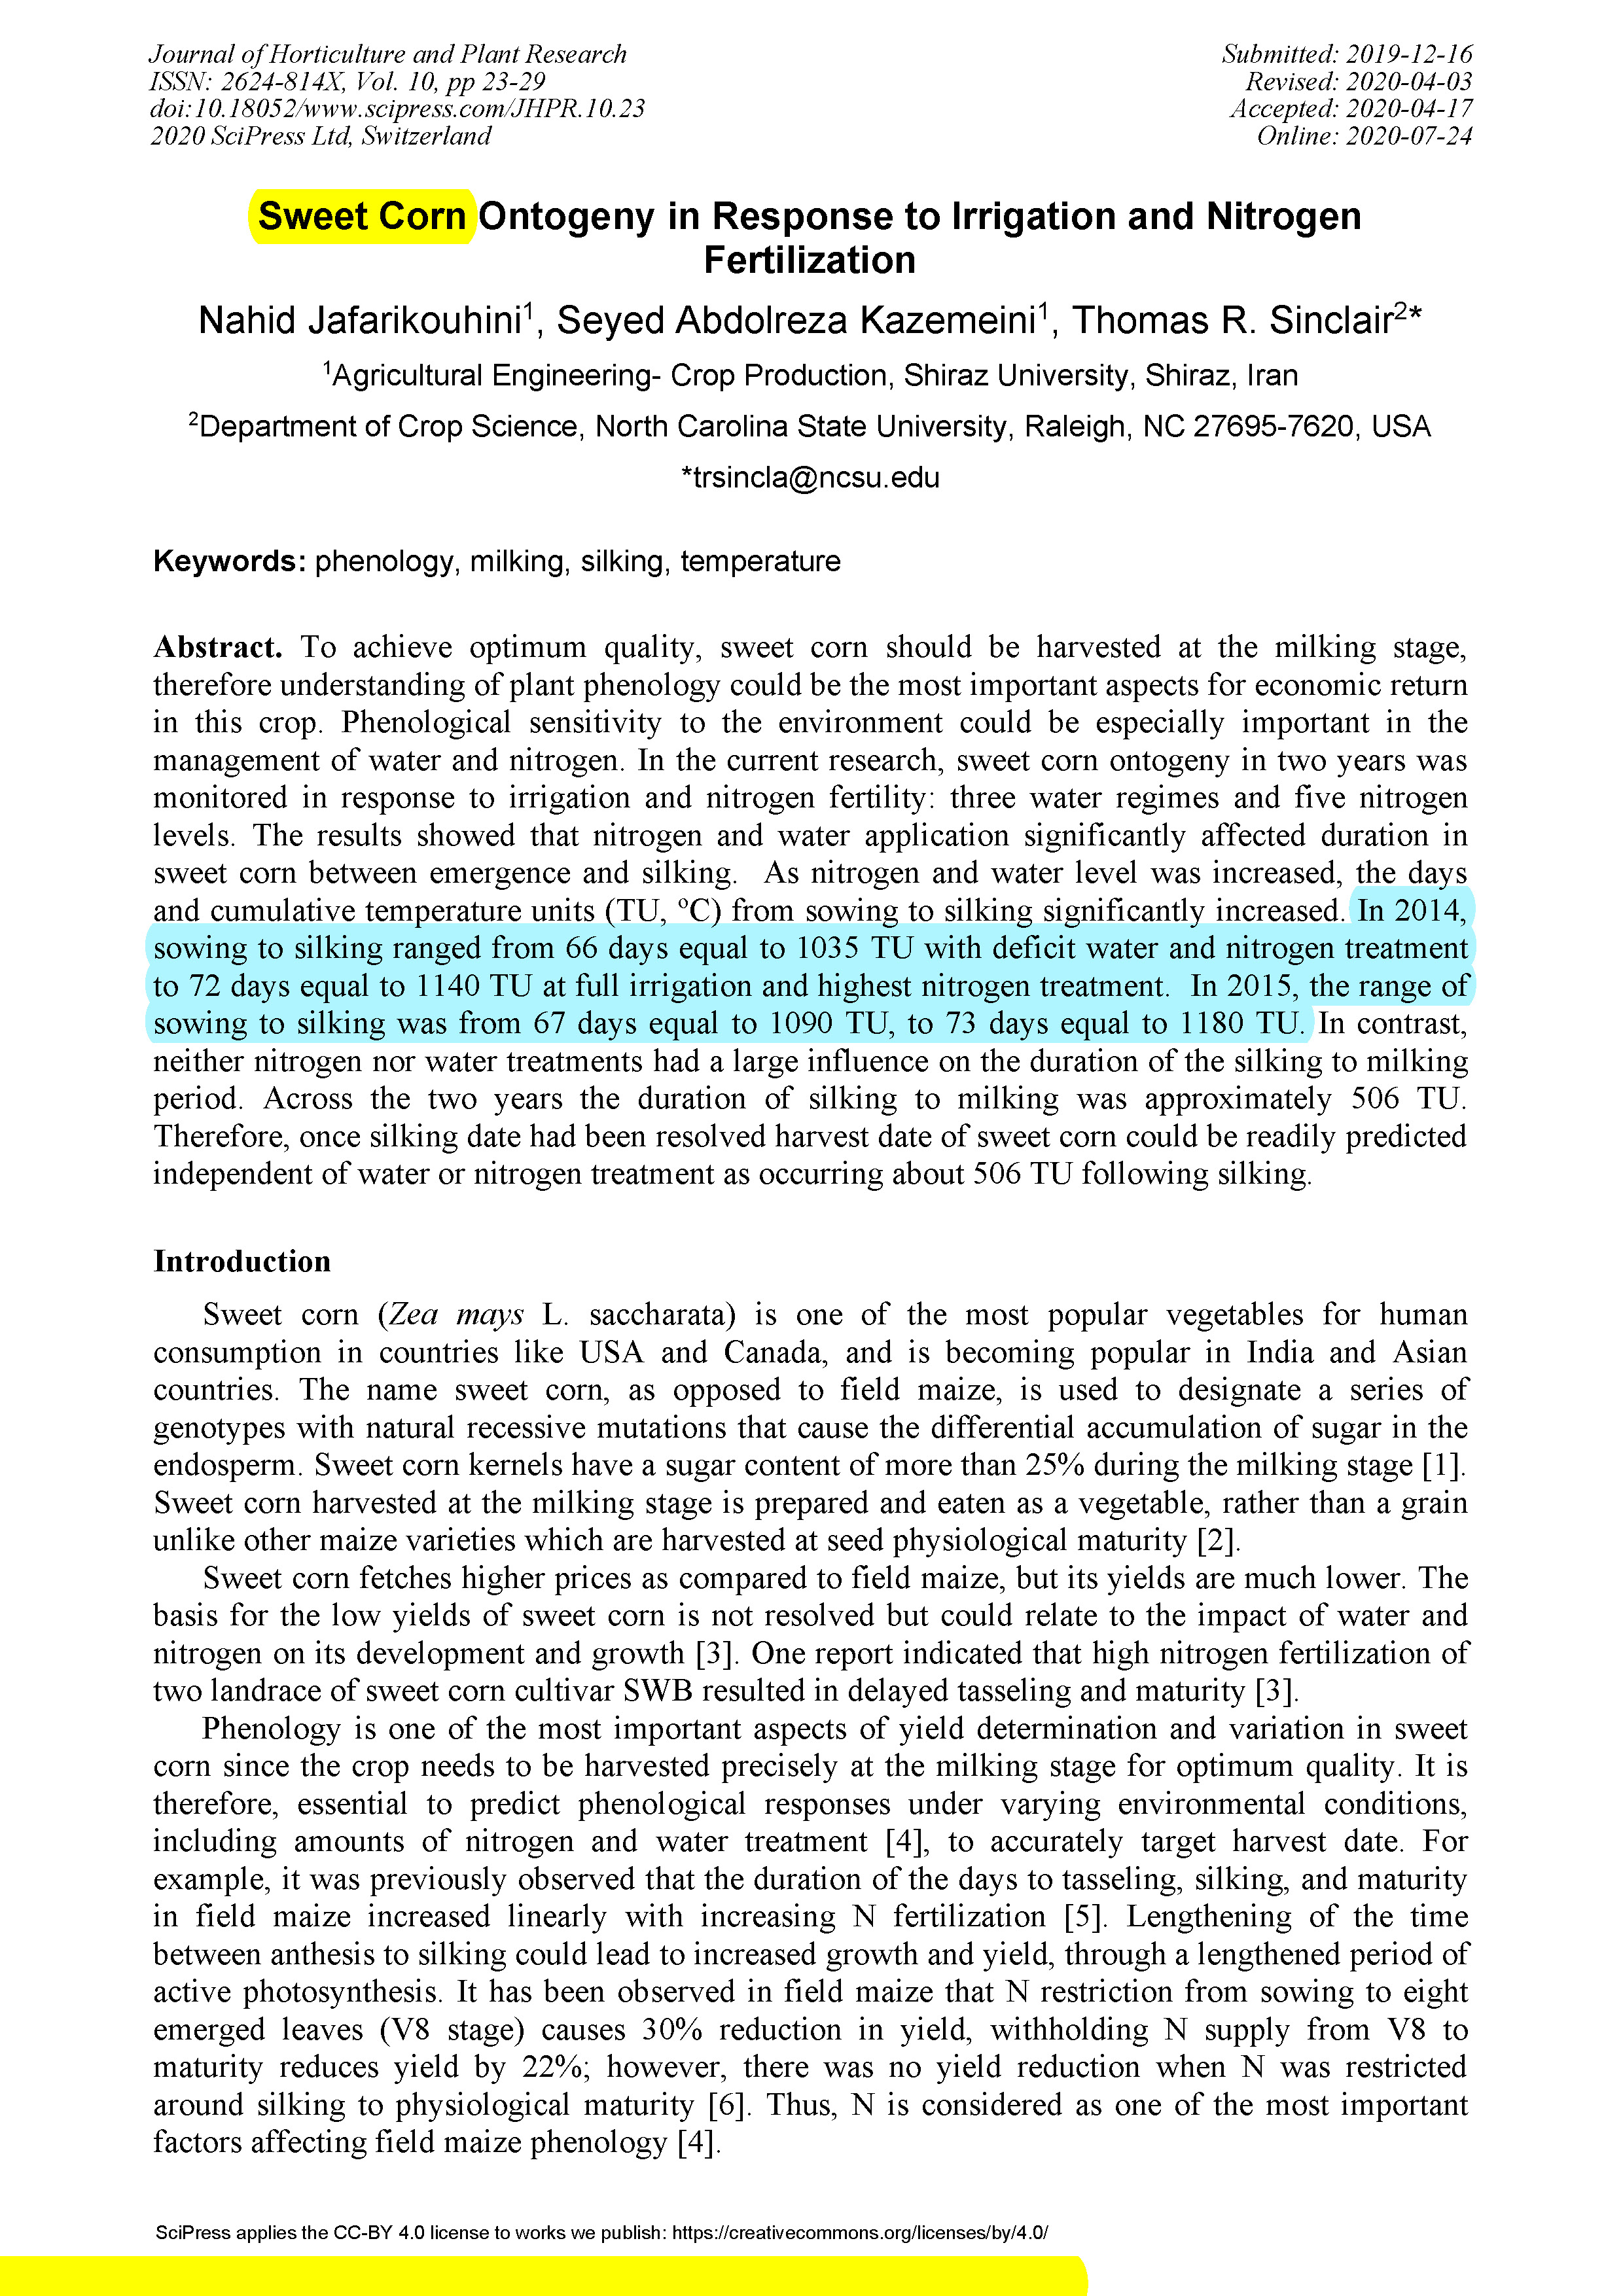 Journal of Horticulture and Plant Research
ISSN: 2624-814X, Vol. 10, pp 23-29
doi:10.18052/www.scipress.com/JHPR.10.23
2020 SciPress Ltd, Switzerland
Submitted: 2019-12-16
Revised: 2020-04-03
Accepted: 2020-04-17
Online: 2020-07-24
Sweet Corn Ontogeny in Response to Irrigation and Nitrogen
Fertilization
Nahid Jafarikouhini1, Seyed Abdolreza Kazemeini1, Thomas R. Sinclair2*
1Agricultural Engineering- Crop Production, Shiraz University, Shiraz, Iran
2Department of Crop Science, North Carolina State University, Raleigh, NC 27695-7620, USA
*trsincla@ncsu.edu
Keywords: phenology, milking, silking, temperature
Abstract. To achieve optimum quality, sweet corn should be harvested at the milking stage,
therefore understanding of plant phenology could be the most important aspects for economic return
in this crop. Phenological sensitivity to the environment could be especially important in the
management of water and nitrogen. In the current research, sweet corn ontogeny in two years was
monitored in response to irrigation and nitrogen fertility: three water regimes and five nitrogen
levels. The results showed that nitrogen and water application significantly affected duration in
sweet corn between emergence and silking. As nitrogen and water level was increased, the days
and cumulative temperature units (TU, ºC) from sowing to silking significantly increased. In 2014,
sowing to silking ranged from 66 days equal to 1035 TU with deficit water and nitrogen treatment
to 72 days equal to 1140 TU at full irrigation and highest nitrogen treatment. In 2015, the range of
sowing to silking was from 67 days equal to 1090 TU, to 73 days equal to 1180 TU. In contrast,
neither nitrogen nor water treatments had a large influence on the duration of the silking to milking
period. Across the two years the duration of silking to milking was approximately 506 TU.
Therefore, once silking date had been resolved harvest date of sweet corn could be readily predicted
independent of water or nitrogen treatment as occurring about 506 TU following silking.
Introduction
Sweet corn (Zea mays L. saccharata) is one of the most popular vegetables for human
consumption in countries like USA and Canada, and is becoming popular in India and Asian
countries. The name sweet corn, as opposed to field maize, is used to designate a series of
genotypes with natural recessive mutations that cause the differential accumulation of sugar in the
endosperm. Sweet corn kernels have a sugar content of more than 25% during the milking stage [1].
Sweet corn harvested at the milking stage is prepared and eaten as a vegetable, rather than a grain
unlike other maize varieties which are harvested at seed physiological maturity [2].
Sweet corn fetches higher prices as compared to field maize, but its yields are much lower. The
basis for the low yields of sweet corn is not resolved but could relate to the impact of water and
nitrogen on its development and growth [3]. One report indicated that high nitrogen fertilization of
two landrace of sweet corn cultivar SWB resulted in delayed tasseling and maturity [3].
Phenology is one of the most important aspects of yield determination and variation in sweet
corn since the crop needs to be harvested precisely at the milking stage for optimum quality. It is
therefore, essential to predict phenological responses under varying environmental conditions,
including amounts of nitrogen and water treatment [4], to accurately target harvest date. For
example, it was previously observed that the duration of the days to tasseling, silking, and maturity
in field maize increased linearly with increasing N fertilization [5]. Lengthening of the time
between anthesis to silking could lead to increased growth and yield, through a lengthened period of
active photosynthesis. It has been observed in field maize that N restriction from sowing to eight
emerged leaves (V8 stage) causes 30% reduction in yield, withholding N supply from V8 to
maturity reduces yield by 22%; however, there was no yield reduction when N was restricted
around silking to physiological maturity [6]. Thus, N is considered as one of the most important
factors affecting field maize phenology [4].
SciPress applies the CC-BY 4.0 license to works we publish: https://creativecommons.org/licenses/by/4.0/